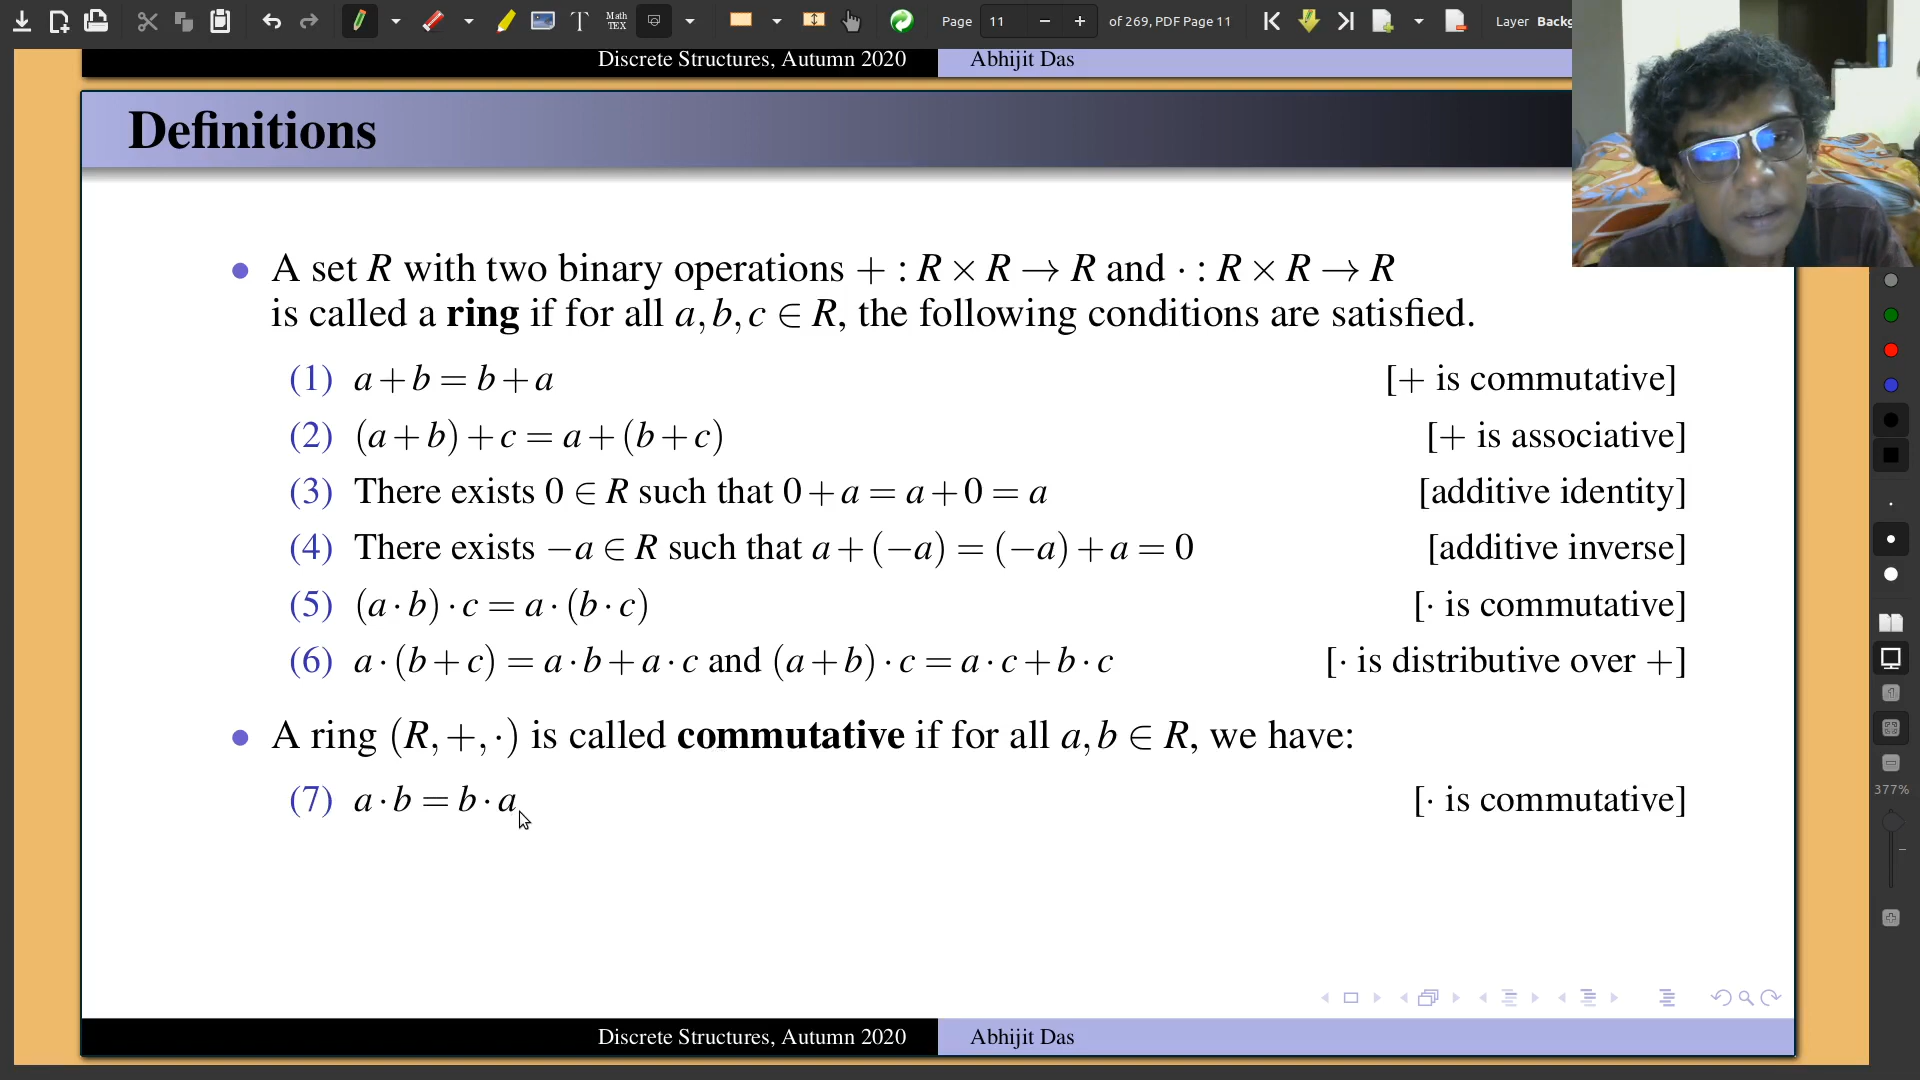 Page 11 of 269, PDF Page 11 Layer
Math
TEX
Discrete Structures, Autumn 2020 Abhijit Das
Definitions
• A set R with two binary operations + : R × R → R and · : R × R → R
is called a ring if for all a, b, c ∈ R, the following conditions are satisfied.
(1) a + b = b + a [+ is commutative]
(2) (a + b) + c = a + (b + c) [+ is associative]
(3) There exists 0 ∈ R such that 0 + a = a + 0 = a [additive identity]
(4) There exists −a ∈ R such that a + (−a) = (−a) + a = 0 [additive inverse]
(5) (a · b) · c = a · (b · c) [· is commutative]
(6) a · (b + c) = a · b + a · c and (a + b) · c = a · c + b · c [· is distributive over +]
• A ring (R, +, ·) is called commutative if for all a, b ∈ R, we have:
(7) a · b = b · a [· is commutative]
377%
Discrete Structures, Autumn 2020 Abhijit Das